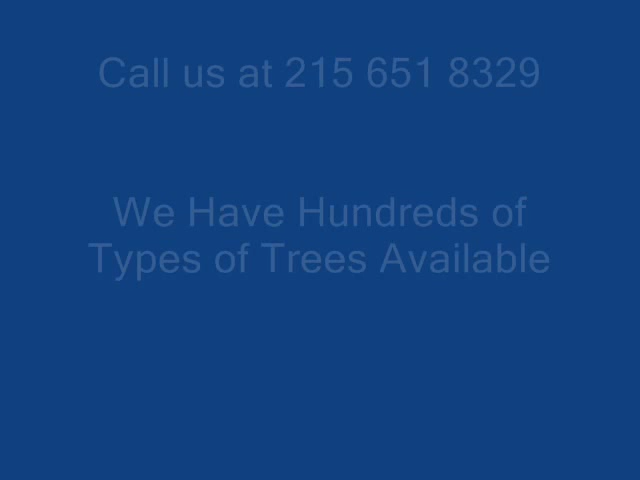 Call us at 215 651 8329
We Have Hundreds of
Types of Trees Available